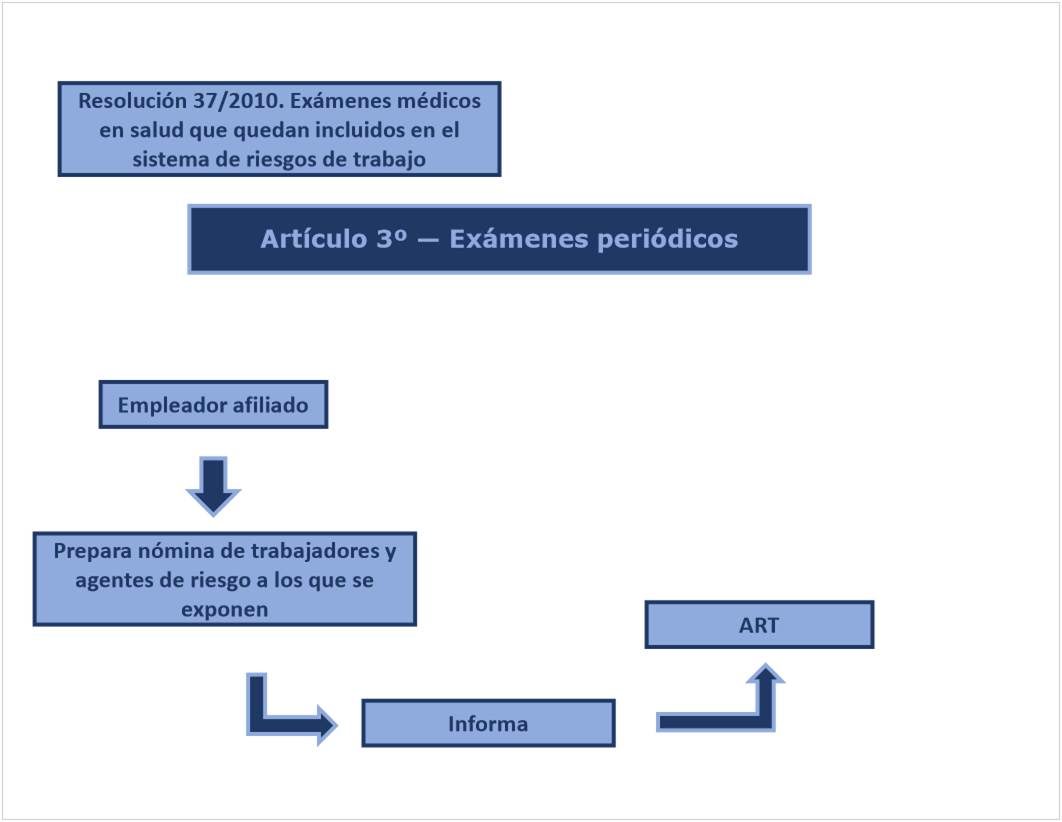 Resolución 37/2010. Exámenes médicos
en salud que quedan incluidos en el
sistema de riesgos de trabajo
Artículo 3º — Exámenes periódicos
Empleador afiliado
Prepara nómina de trabajadores y
agentes de riesgo a los que se
exponen
ART
Informa